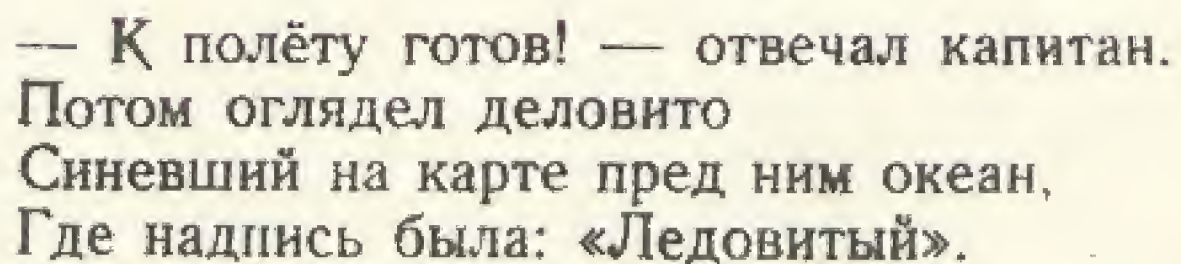 — К полёту готов! — отвечал капитан.
Потом оглядел деловито
Синевший на карте пред ним океан,
Где надпись была: «Ледовитый».